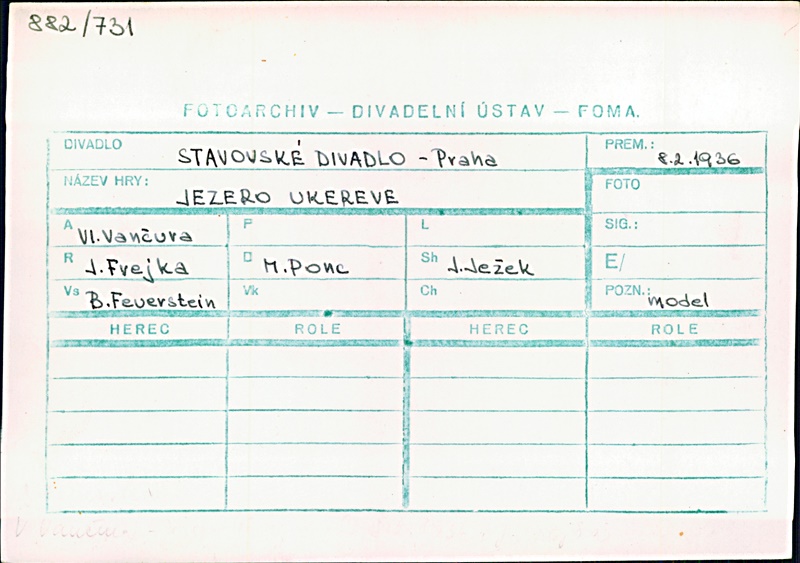 882/731
FOTOARCHIV — DIVADELNÍ ÚSTAV — FOMA.
DIVADLO STAVOVSKÉ DIVADLO - Praha PREM.: 8.2.1936
NÁZEV HRY: JEZERO UKEREVE FOTO
A Vl. Vančura P L SIG.:
R J. Frejka D M. Ponc Sh J. Ježek E/
Vs B. Feuerstein Vk Ch POZN.: model
HEREC ROLE HEREC ROLE